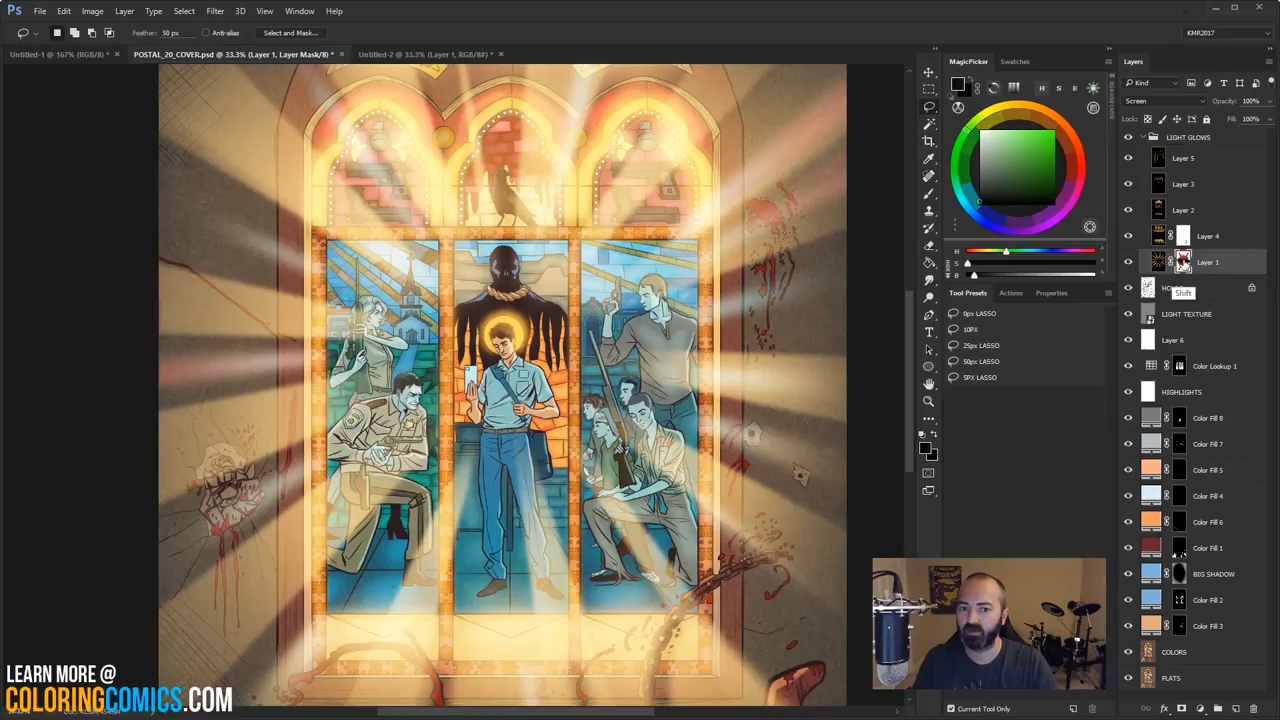 Ps File Edit Image Layer Type Select Filter 3D View Window Help
Feather: 50 px Anti-alias Select and Mask... KMR2017
Untitled-1 @ 167% (RGB/8) * × POSTAL_20_COVER.psd @ 33.3% (Layer 1, Layer Mask/8) * × Untitled-2 @ 33.3% (Layer 1, RGB/8#) * ×
MagicPicker Swatches
H S B
H
S
B
HIDE
Tool Presets Actions Properties
0px LASSO
10PX
25px LASSO
50px LASSO
5PX LASSO
Current Tool Only
Layers
Kind
Screen Opacity: 100%
Lock: Fill: 100%
LIGHT GLOWS
Layer 5
Layer 3
Layer 2
Layer 4
Layer 1
Shift
LIGHT TEXTURE
Layer 6
Color Lookup 1
HIGHLIGHTS
Color Fill 8
Color Fill 7
Color Fill 5
Color Fill 4
Color Fill 6
Color Fill 1
BIG SHADOW
Color Fill 2
Color Fill 3
COLORS
FLATS
fx
LEARN MORE @
COLORINGCOMICS.COM